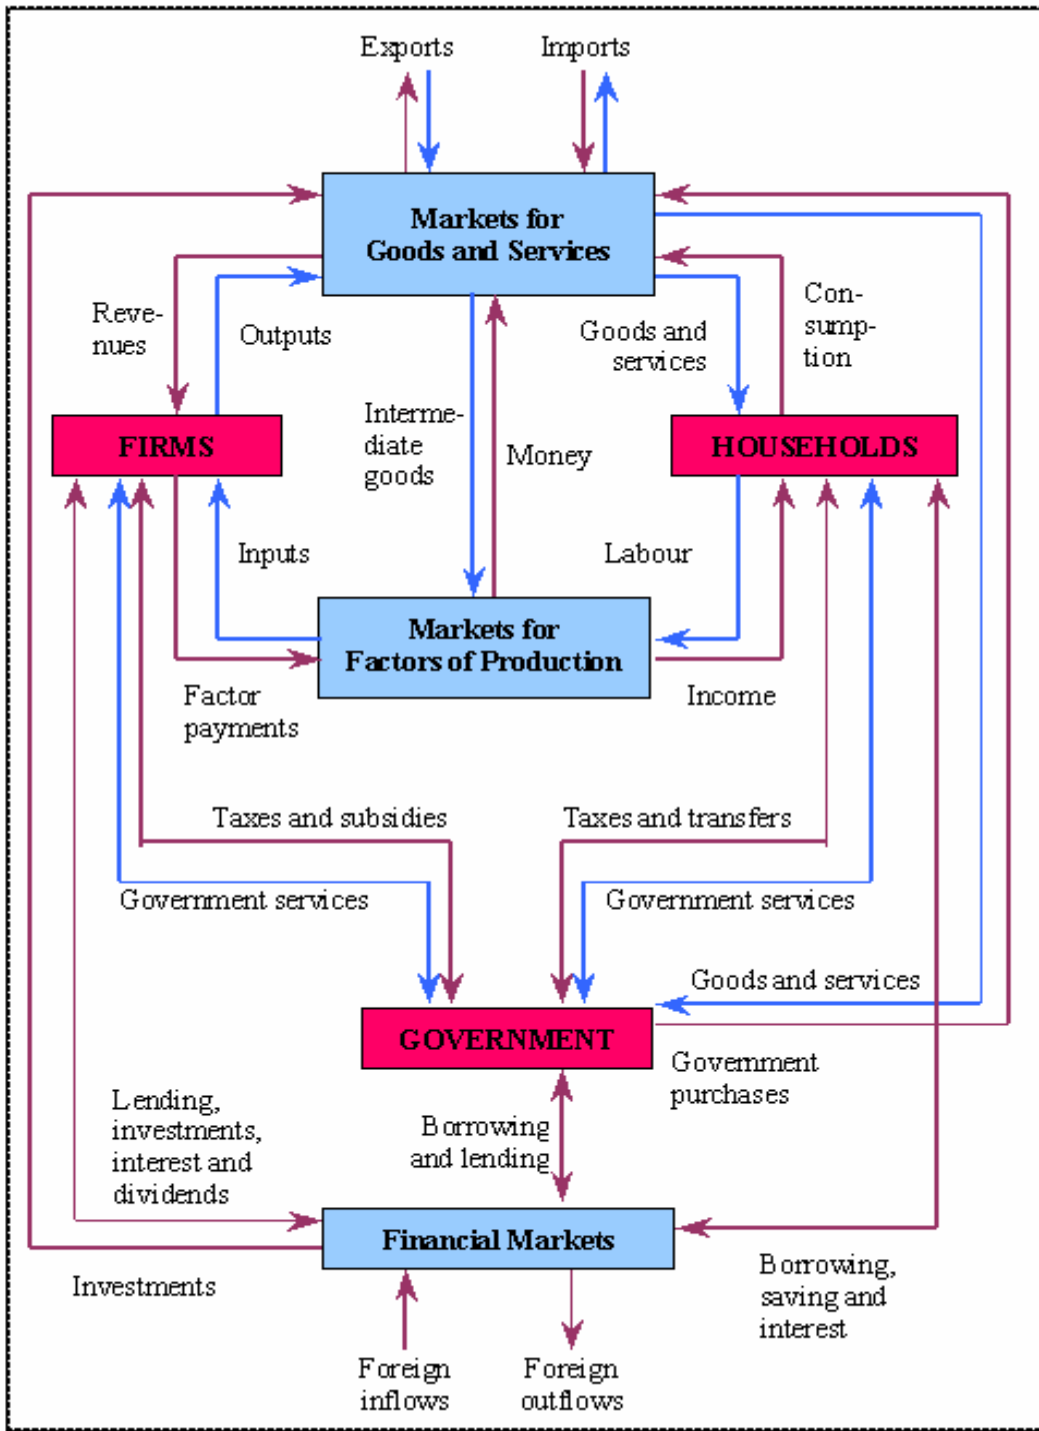 Exports
Imports
Markets for
Goods and Services
Reve-
nues
Outputs
Goods and
services
Con-
sump-
tion
FIRMS
Interme-
diate
goods
Money
HOUSEHOLDS
Inputs
Labour
Markets for
Factors of Production
Factor
payments
Income
Taxes and subsidies
Taxes and transfers
Government services
Government services
Goods and services
GOVERNMENT
Government
purchases
Lending,
investments,
interest and
dividends
Borrowing
and lending
Financial Markets
Investments
Borrowing,
saving and
interest
Foreign
inflows
Foreign
outflows